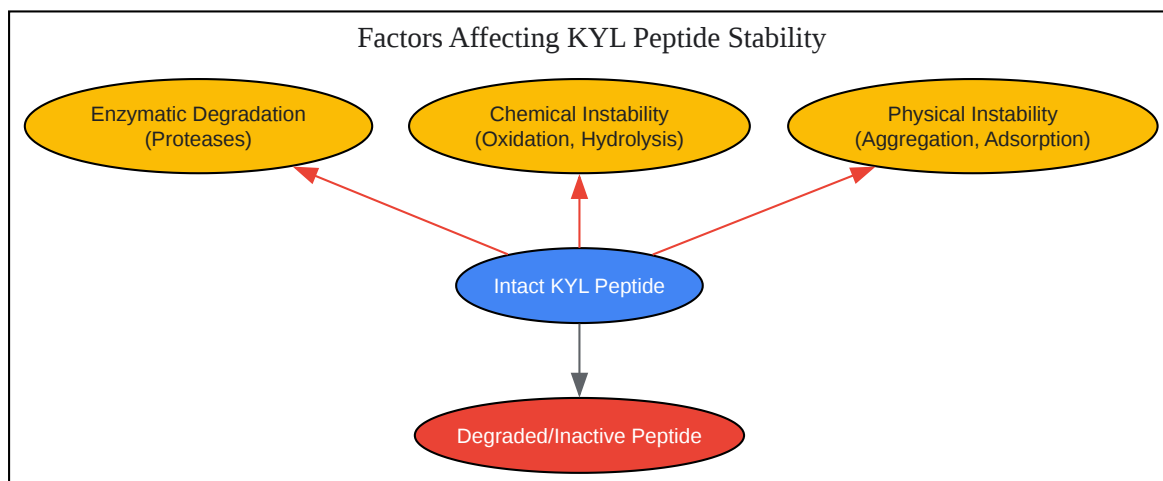 Factors Affecting KYL Peptide Stability
Enzymatic Degradation
(Proteases)
Chemical Instability
(Oxidation, Hydrolysis)
Physical Instability
(Aggregation, Adsorption)
Intact KYL Peptide
Degraded/Inactive Peptide